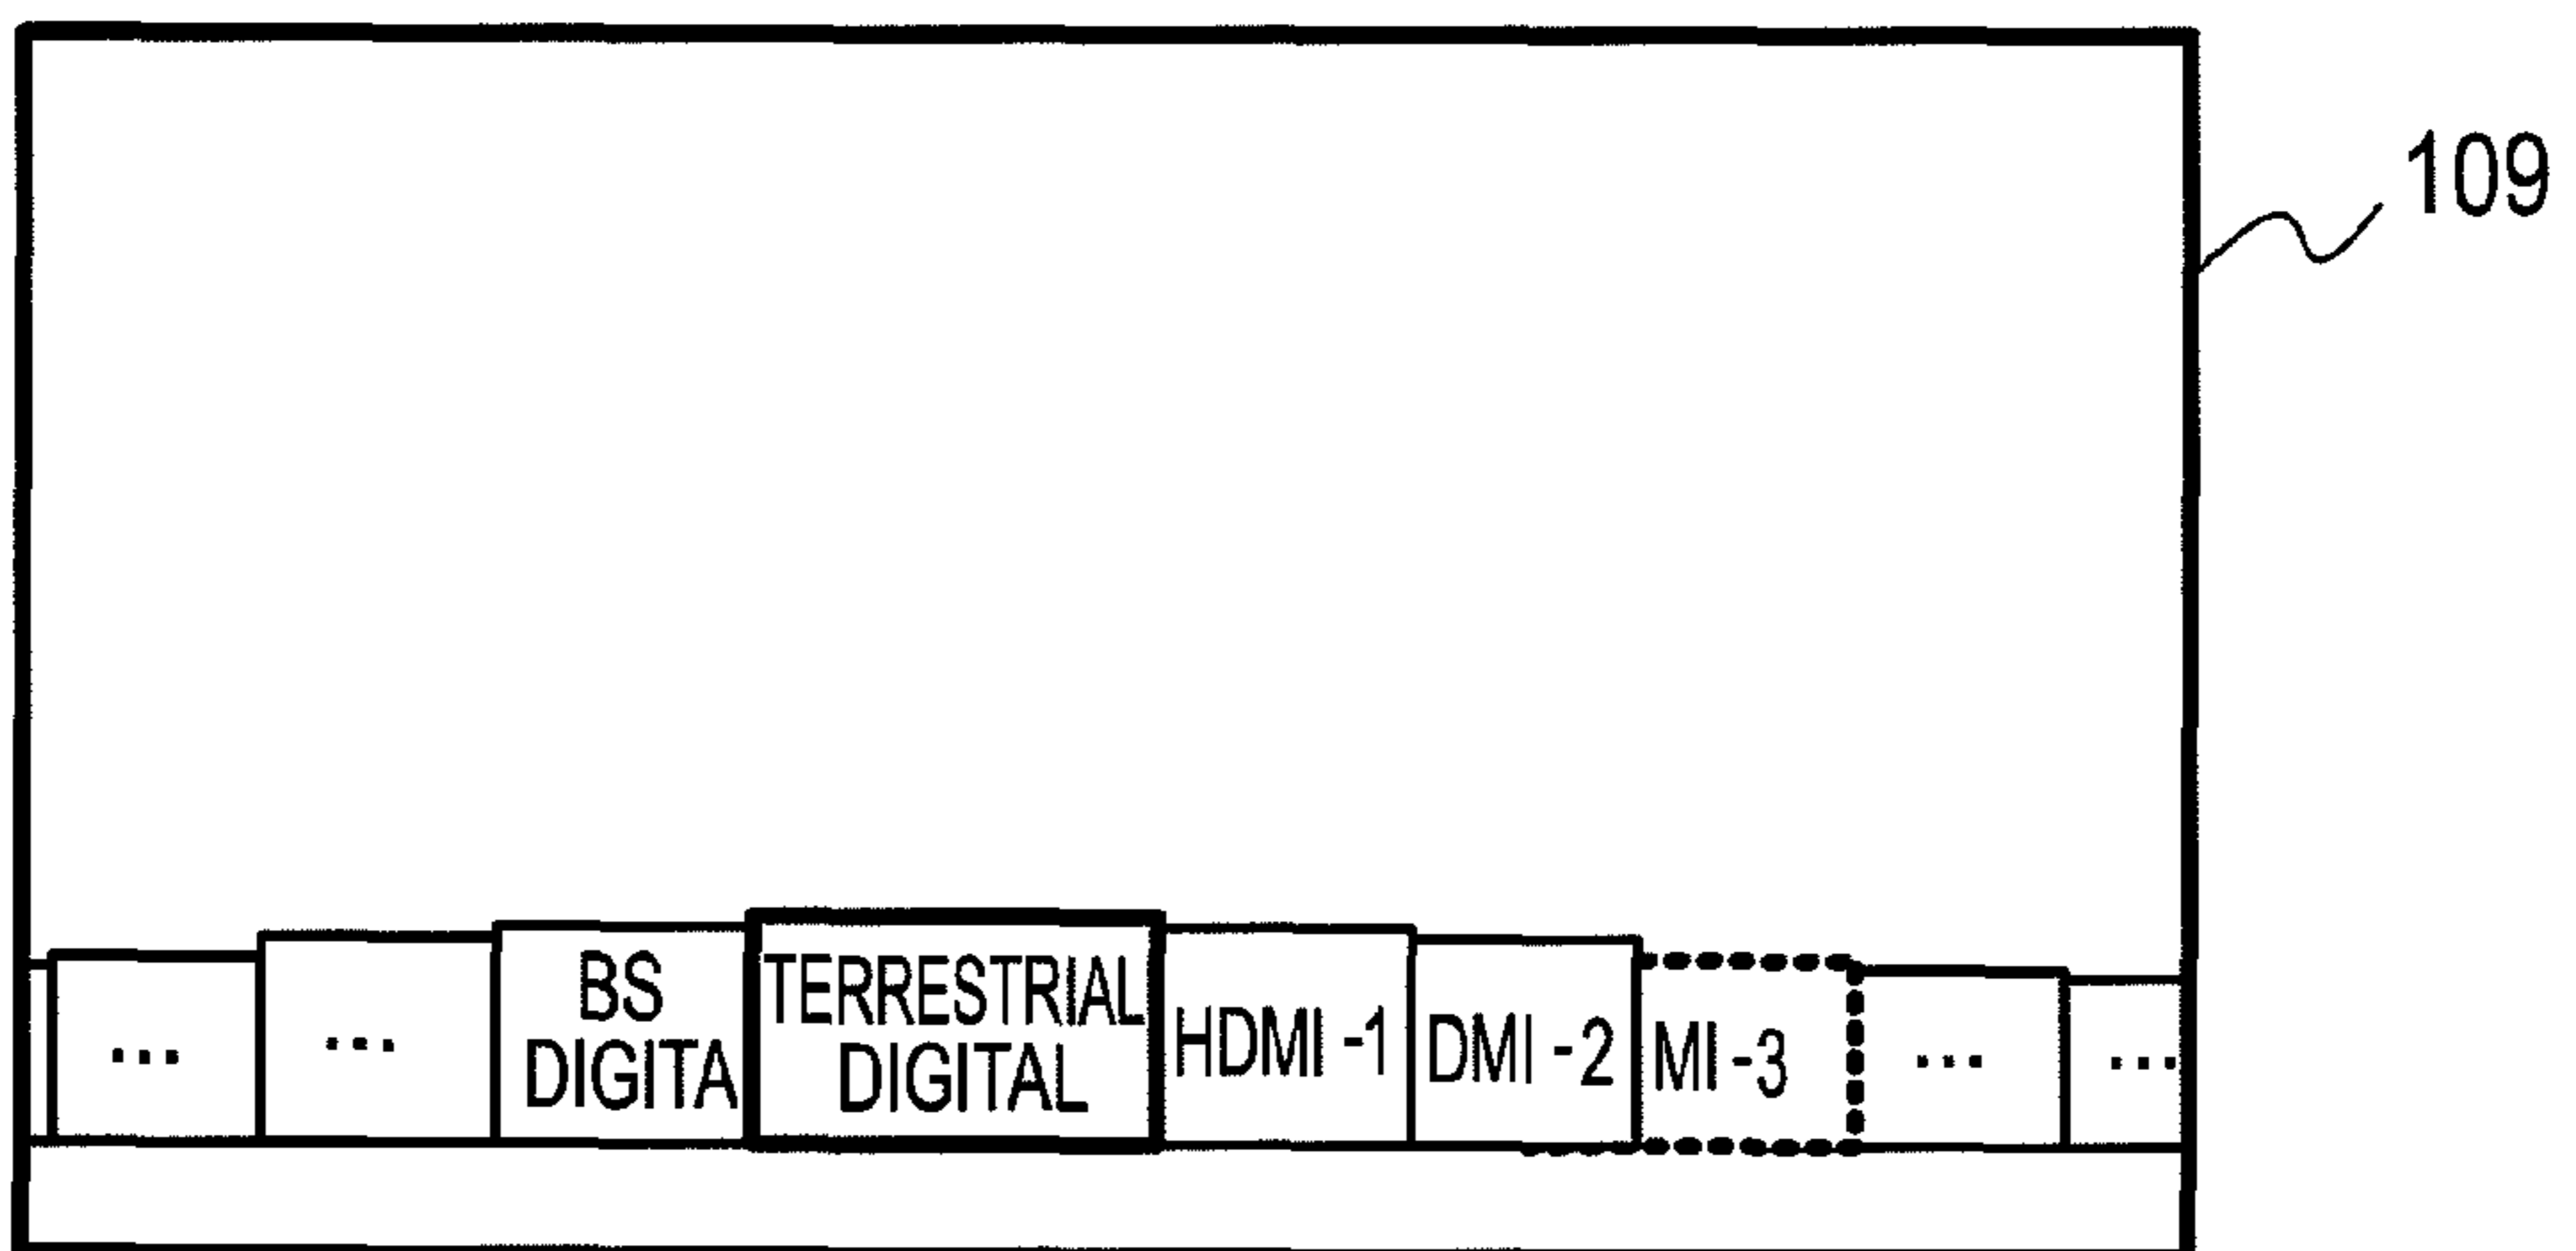 109
...
...
BS
DIGITA
TERRESTRIAL
DIGITAL
HDMI -1
DMI -2
MI -3
...
...